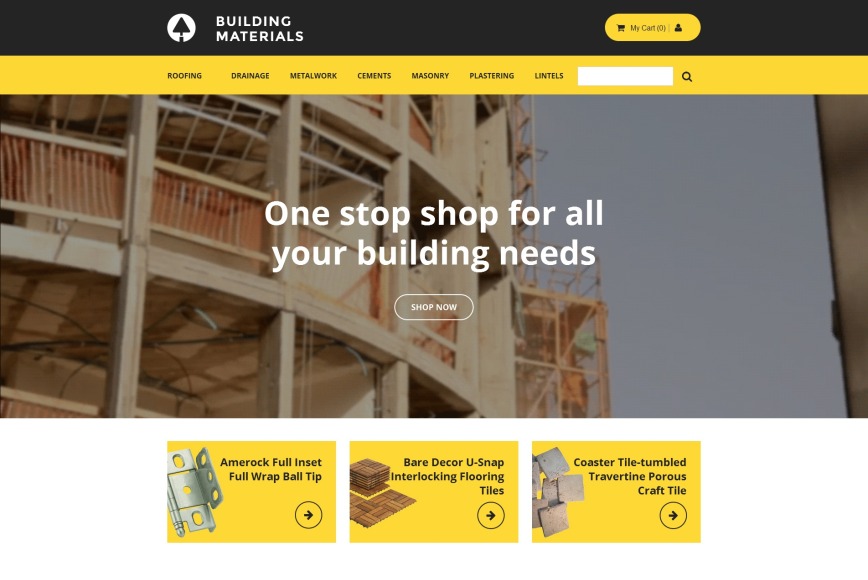 BUILDING
MATERIALS
My Cart (0)
ROOFING DRAINAGE METALWORK CEMENTS MASONRY PLASTERING LINTELS
One stop shop for all
your building needs
SHOP NOW
Amerock Full Inset
Full Wrap Ball Tip
Bare Decor U-Snap
Interlocking Flooring
Tiles
Coaster Tile-tumbled
Travertine Porous
Craft Tile